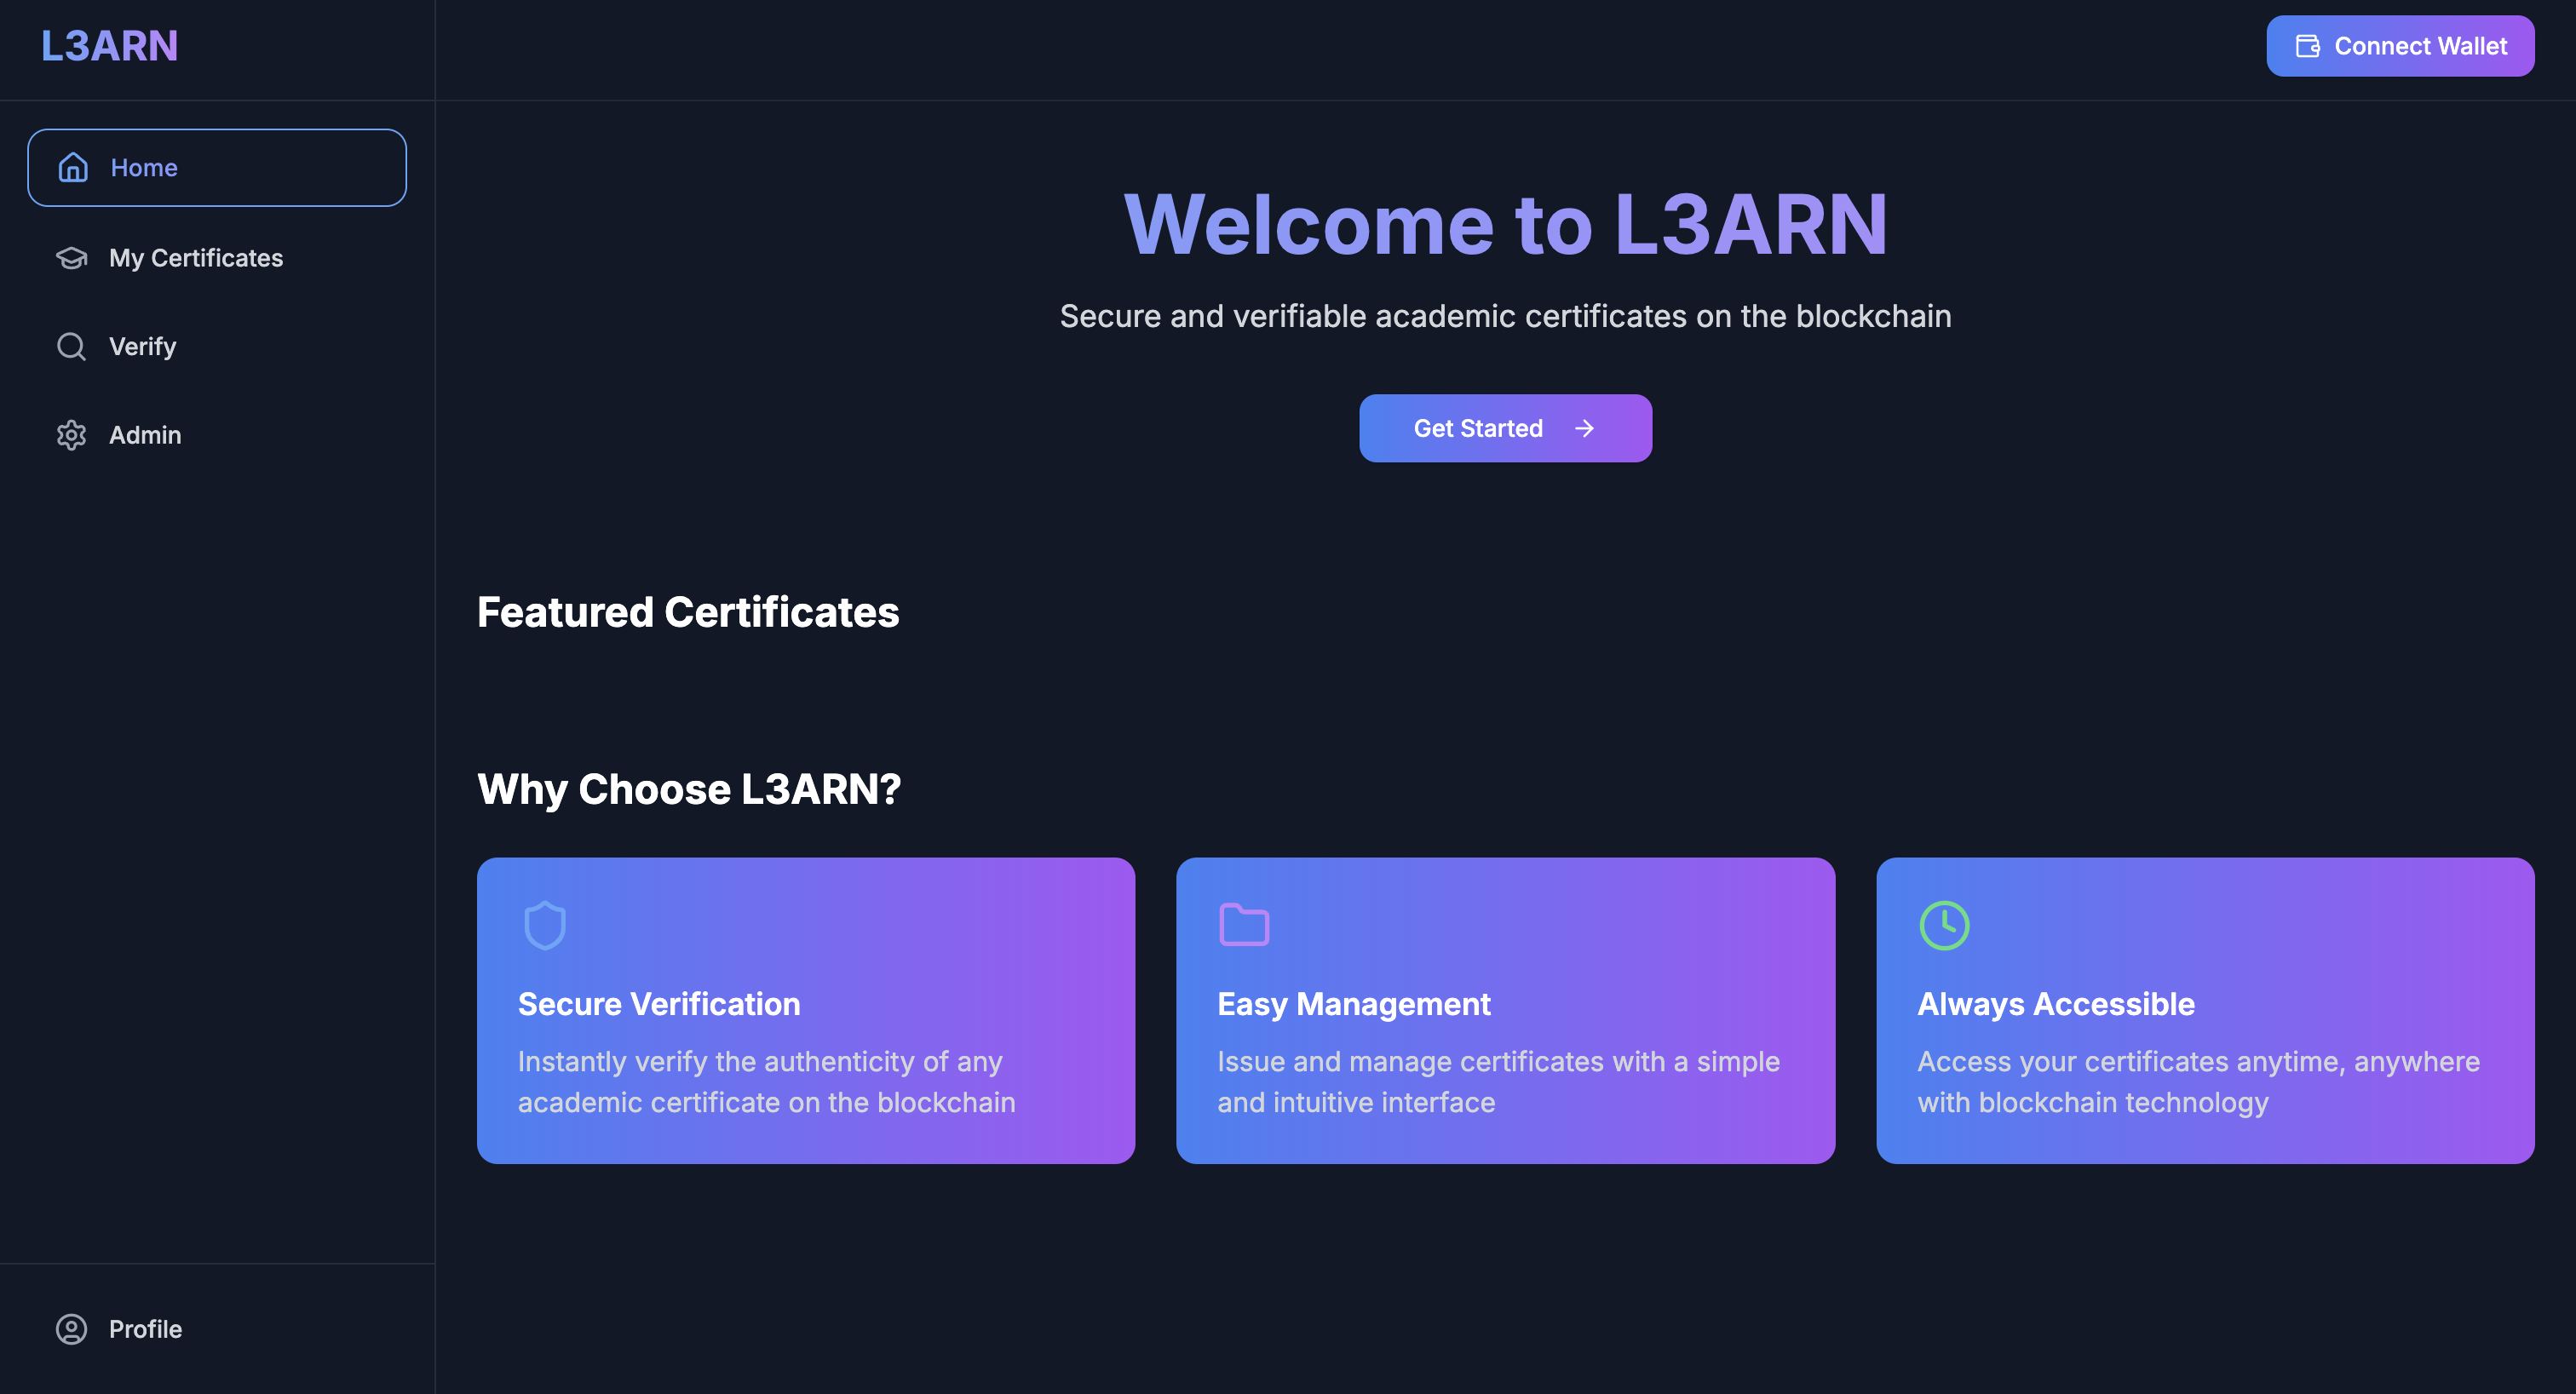 L3ARN
Connect Wallet
Home
My Certificates
Verify
Admin
Profile
Welcome to L3ARN
Secure and verifiable academic certificates on the blockchain
Get Started
Featured Certificates
Why Choose L3ARN?
Secure Verification
Instantly verify the authenticity of any
academic certificate on the blockchain
Easy Management
Issue and manage certificates with a simple
and intuitive interface
Always Accessible
Access your certificates anytime, anywhere
with blockchain technology